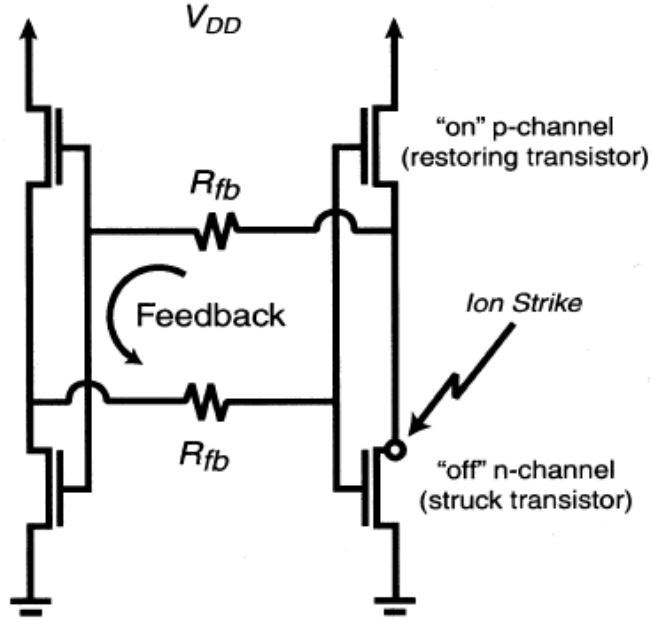 V_DD
"on" p-channel
(restoring transistor)
R_fb
Ion Strike
Feedback
R_fb
"off" n-channel
(struck transistor)